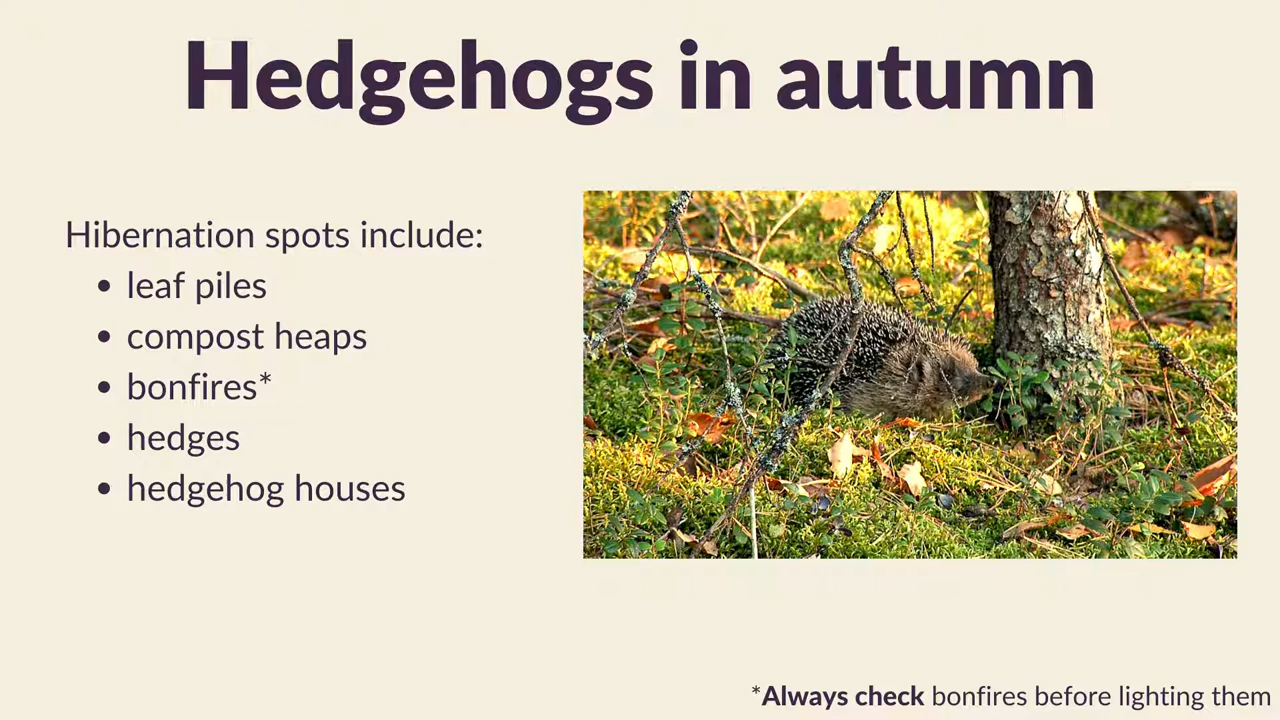 Hedgehogs in autumn
Hibernation spots include:
• leaf piles
• compost heaps
• bonfires*
• hedges
• hedgehog houses
*Always check bonfires before lighting them